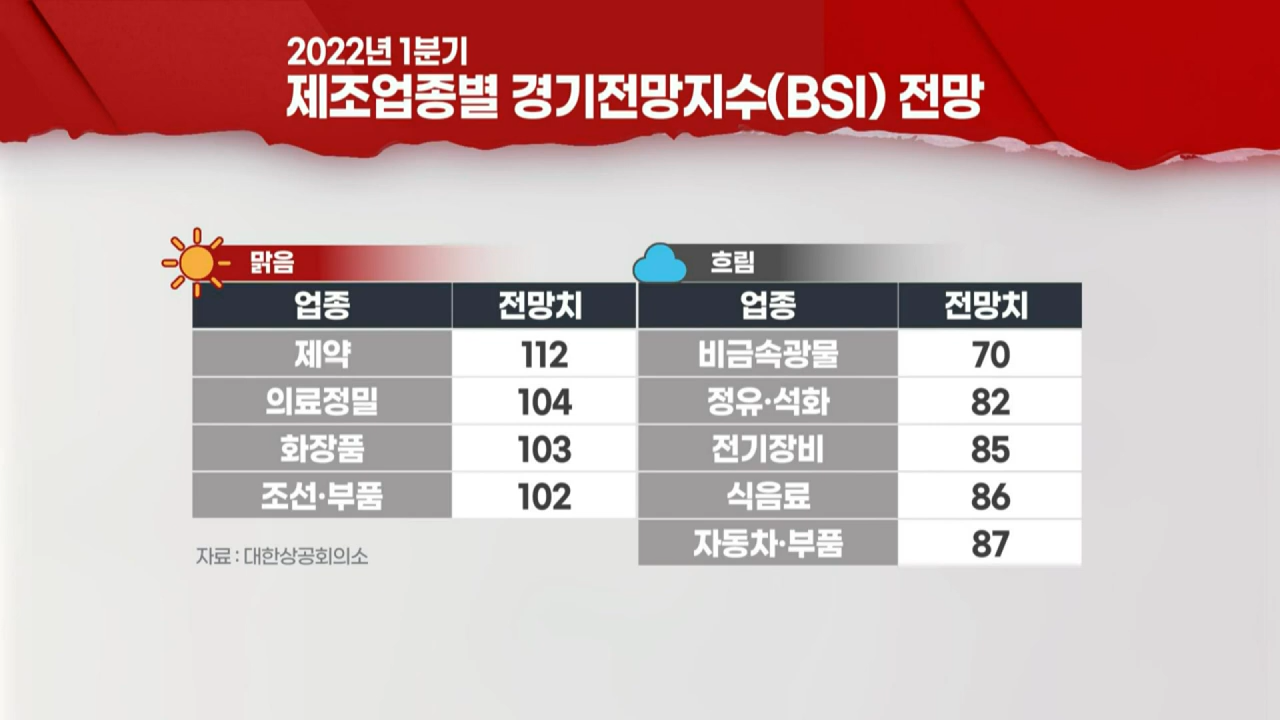 2022년 1분기
제조업종별 경기전망지수(BSI) 전망
맑음
업종 전망치
제약 112
의료정밀 104
화장품 103
조선·부품 102
자료 : 대한상공회의소
흐림
업종 전망치
비금속광물 70
정유·석화 82
전기장비 85
식음료 86
자동차·부품 87